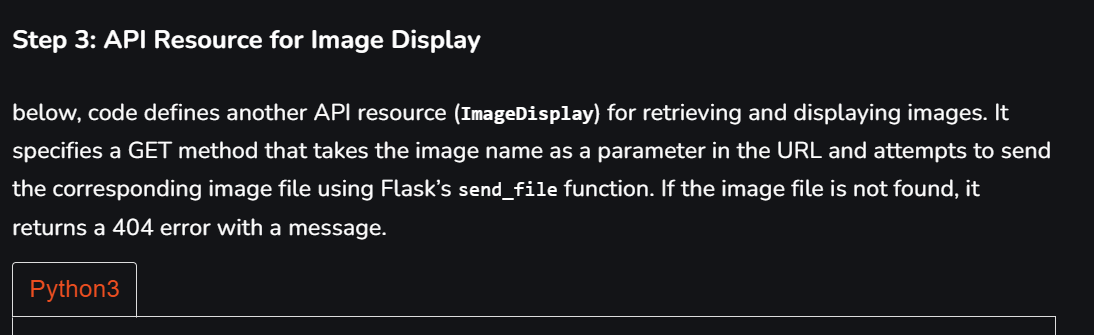 Step 3: API Resource for Image Display
below, code defines another API resource (ImageDisplay) for retrieving and displaying images. It
specifies a GET method that takes the image name as a parameter in the URL and attempts to send
the corresponding image file using Flask’s send_file function. If the image file is not found, it
returns a 404 error with a message.
Python3